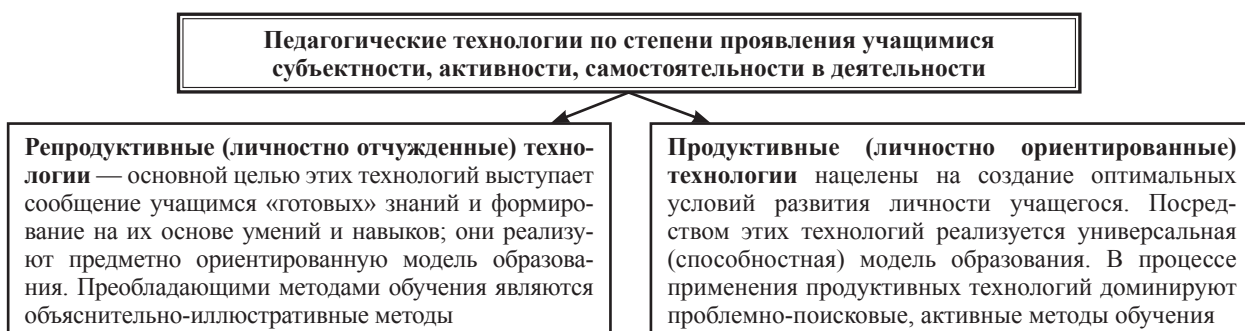 Педагогические технологии по степени проявления учащимися
субъектности, активности, самостоятельности в деятельности
Репродуктивные (личностно отчужденные) техно-
логии — основной целью этих технологий выступает
сообщение учащимся «готовых» знаний и формиро-
вание на их основе умений и навыков; они реализу-
ют предметно ориентированную модель образова-
ния. Преобладающими методами обучения являются
объяснительно-иллюстративные методы
Продуктивные (личностно ориентированные)
технологии нацелены на создание оптимальных
условий развития личности учащегося. Посред-
ством этих технологий реализуется универсальная
(способностная) модель образования. В процессе
применения продуктивных технологий доминируют
проблемно-поисковые, активные методы обучения